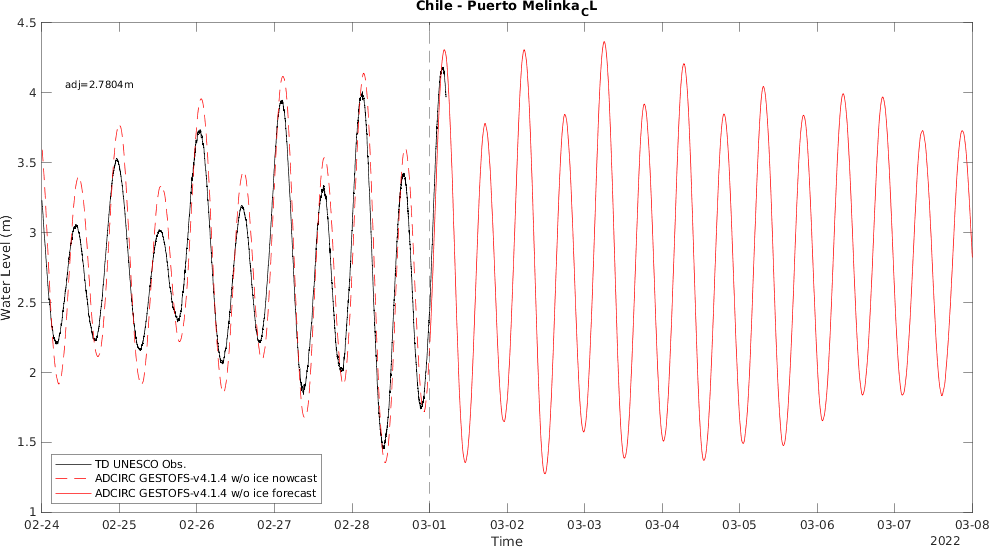 Chile - Puerto Melinka_CL
4.5
4
3.5
3
2.5
2
1.5
1
Water Level (m)
adj=2.7804m
TD UNESCO Obs.
ADCIRC GESTOFS-v4.1.4 w/o ice nowcast
ADCIRC GESTOFS-v4.1.4 w/o ice forecast
02-24 02-25 02-26 02-27 02-28 03-01 03-02 03-03 03-04 03-05 03-06 03-07 03-08
Time
2022